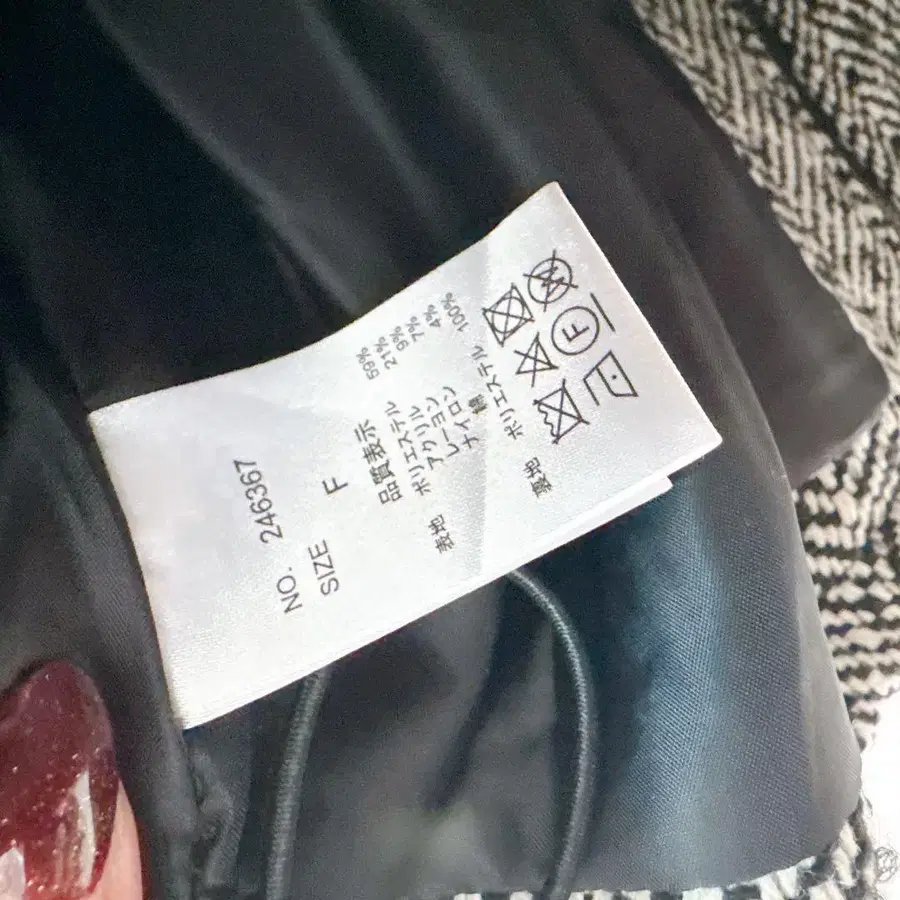 NO. 246367
SIZE F
品質表示
表地 ポリエステル 59%
アクリル 21%
レーヨン 9%
ナイロン 7%
綿 4%
裏地 ポリエステル 100%
F W